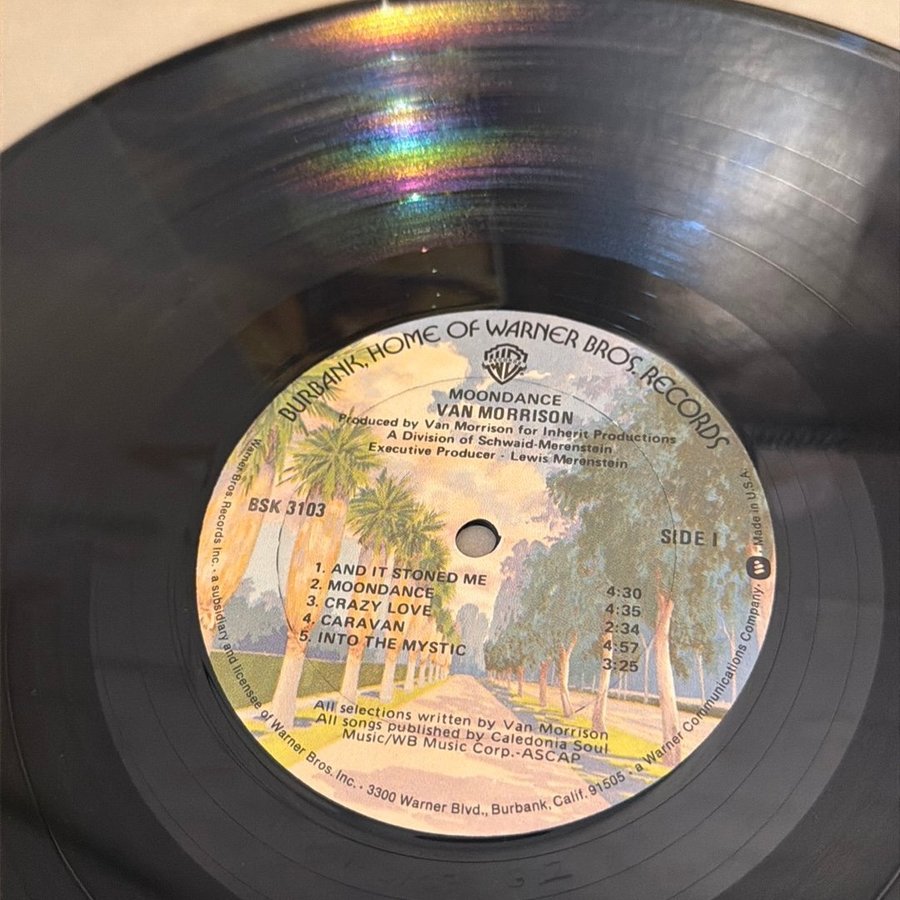 BURBANK, HOME OF WARNER BROS. RECORDS
MOONDANCE
VAN MORRISON
Produced by Van Morrison for Inherit Productions
A Division of Schwaid-Merenstein
Executive Producer - Lewis Merenstein
BSK 3103
SIDE I
1. AND IT STONED ME 4:30
2. MOONDANCE 4:35
3. CRAZY LOVE 2:34
4. CARAVAN 4:57
5. INTO THE MYSTIC 3:25
All selections written by Van Morrison
All songs published by Caledonia Soul
Music/WB Music Corp.-ASCAP
Warner Bros. Records Inc. • a subsidiary and licensee of Warner Bros. Inc. • 3300 Warner Blvd., Burbank, Calif. 91505 • a Warner Communications Company. • Made in U.S.A.